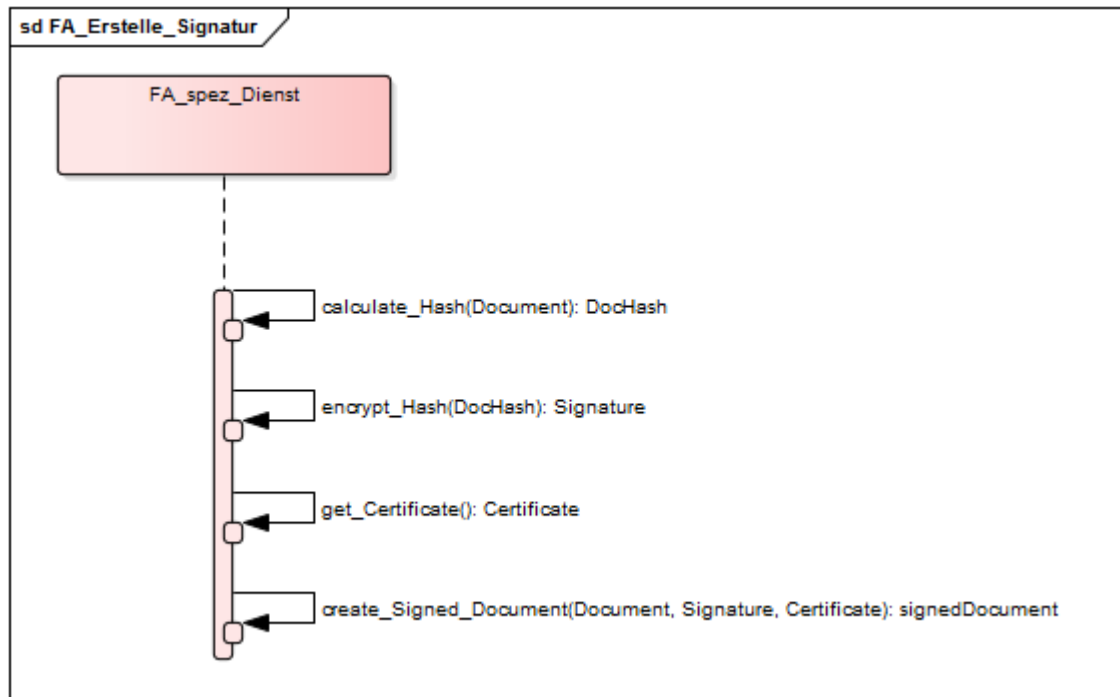 sd FA_Erstelle_Signatur
FA_spez_Dienst
calculate_Hash(Document): DocHash
encrypt_Hash(DocHash): Signature
get_Certificate(): Certificate
create_Signed_Document(Document, Signature, Certificate): signedDocument